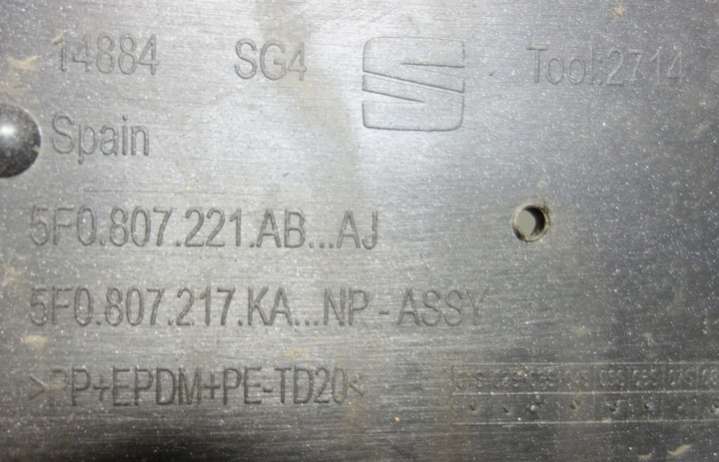 14884 SG4 Tool:2714
Spain
5F0.807.221.AB...AJ
5F0.807.217.KA...NP-ASSY
>PP+EPDM+PE-TD20<